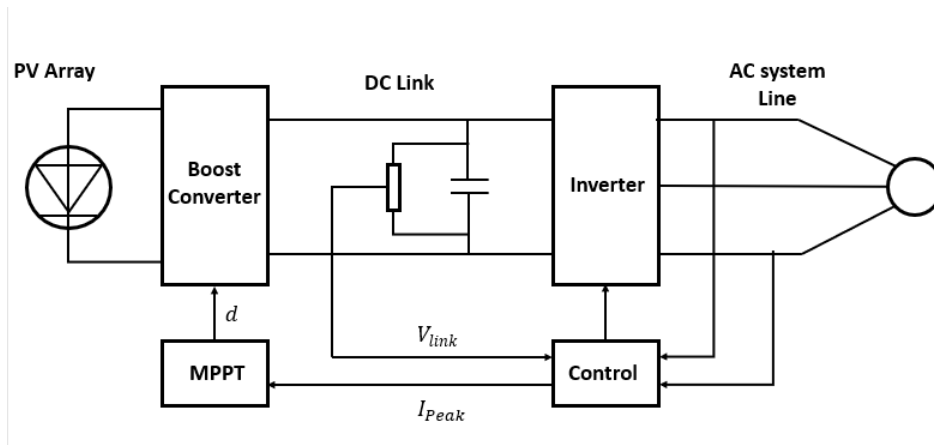 PV Array
DC Link
AC system
Line
Boost
Converter
Inverter
d
V_link
MPPT
Control
I_Peak